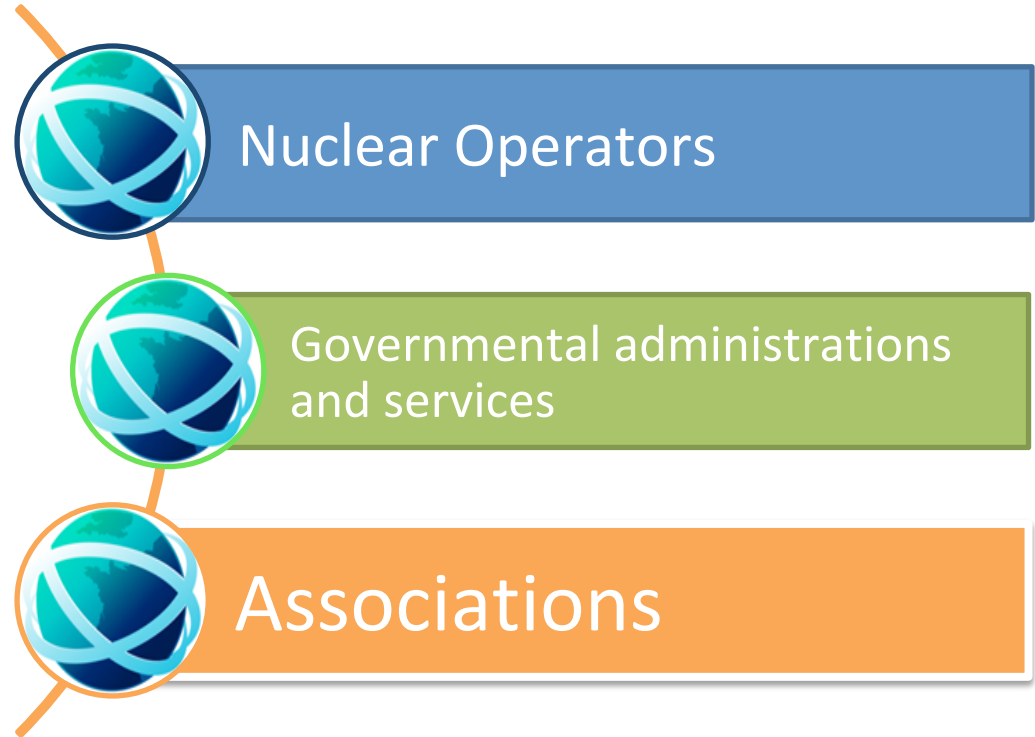 Nuclear Operators
Governmental administrations
and services
Associations